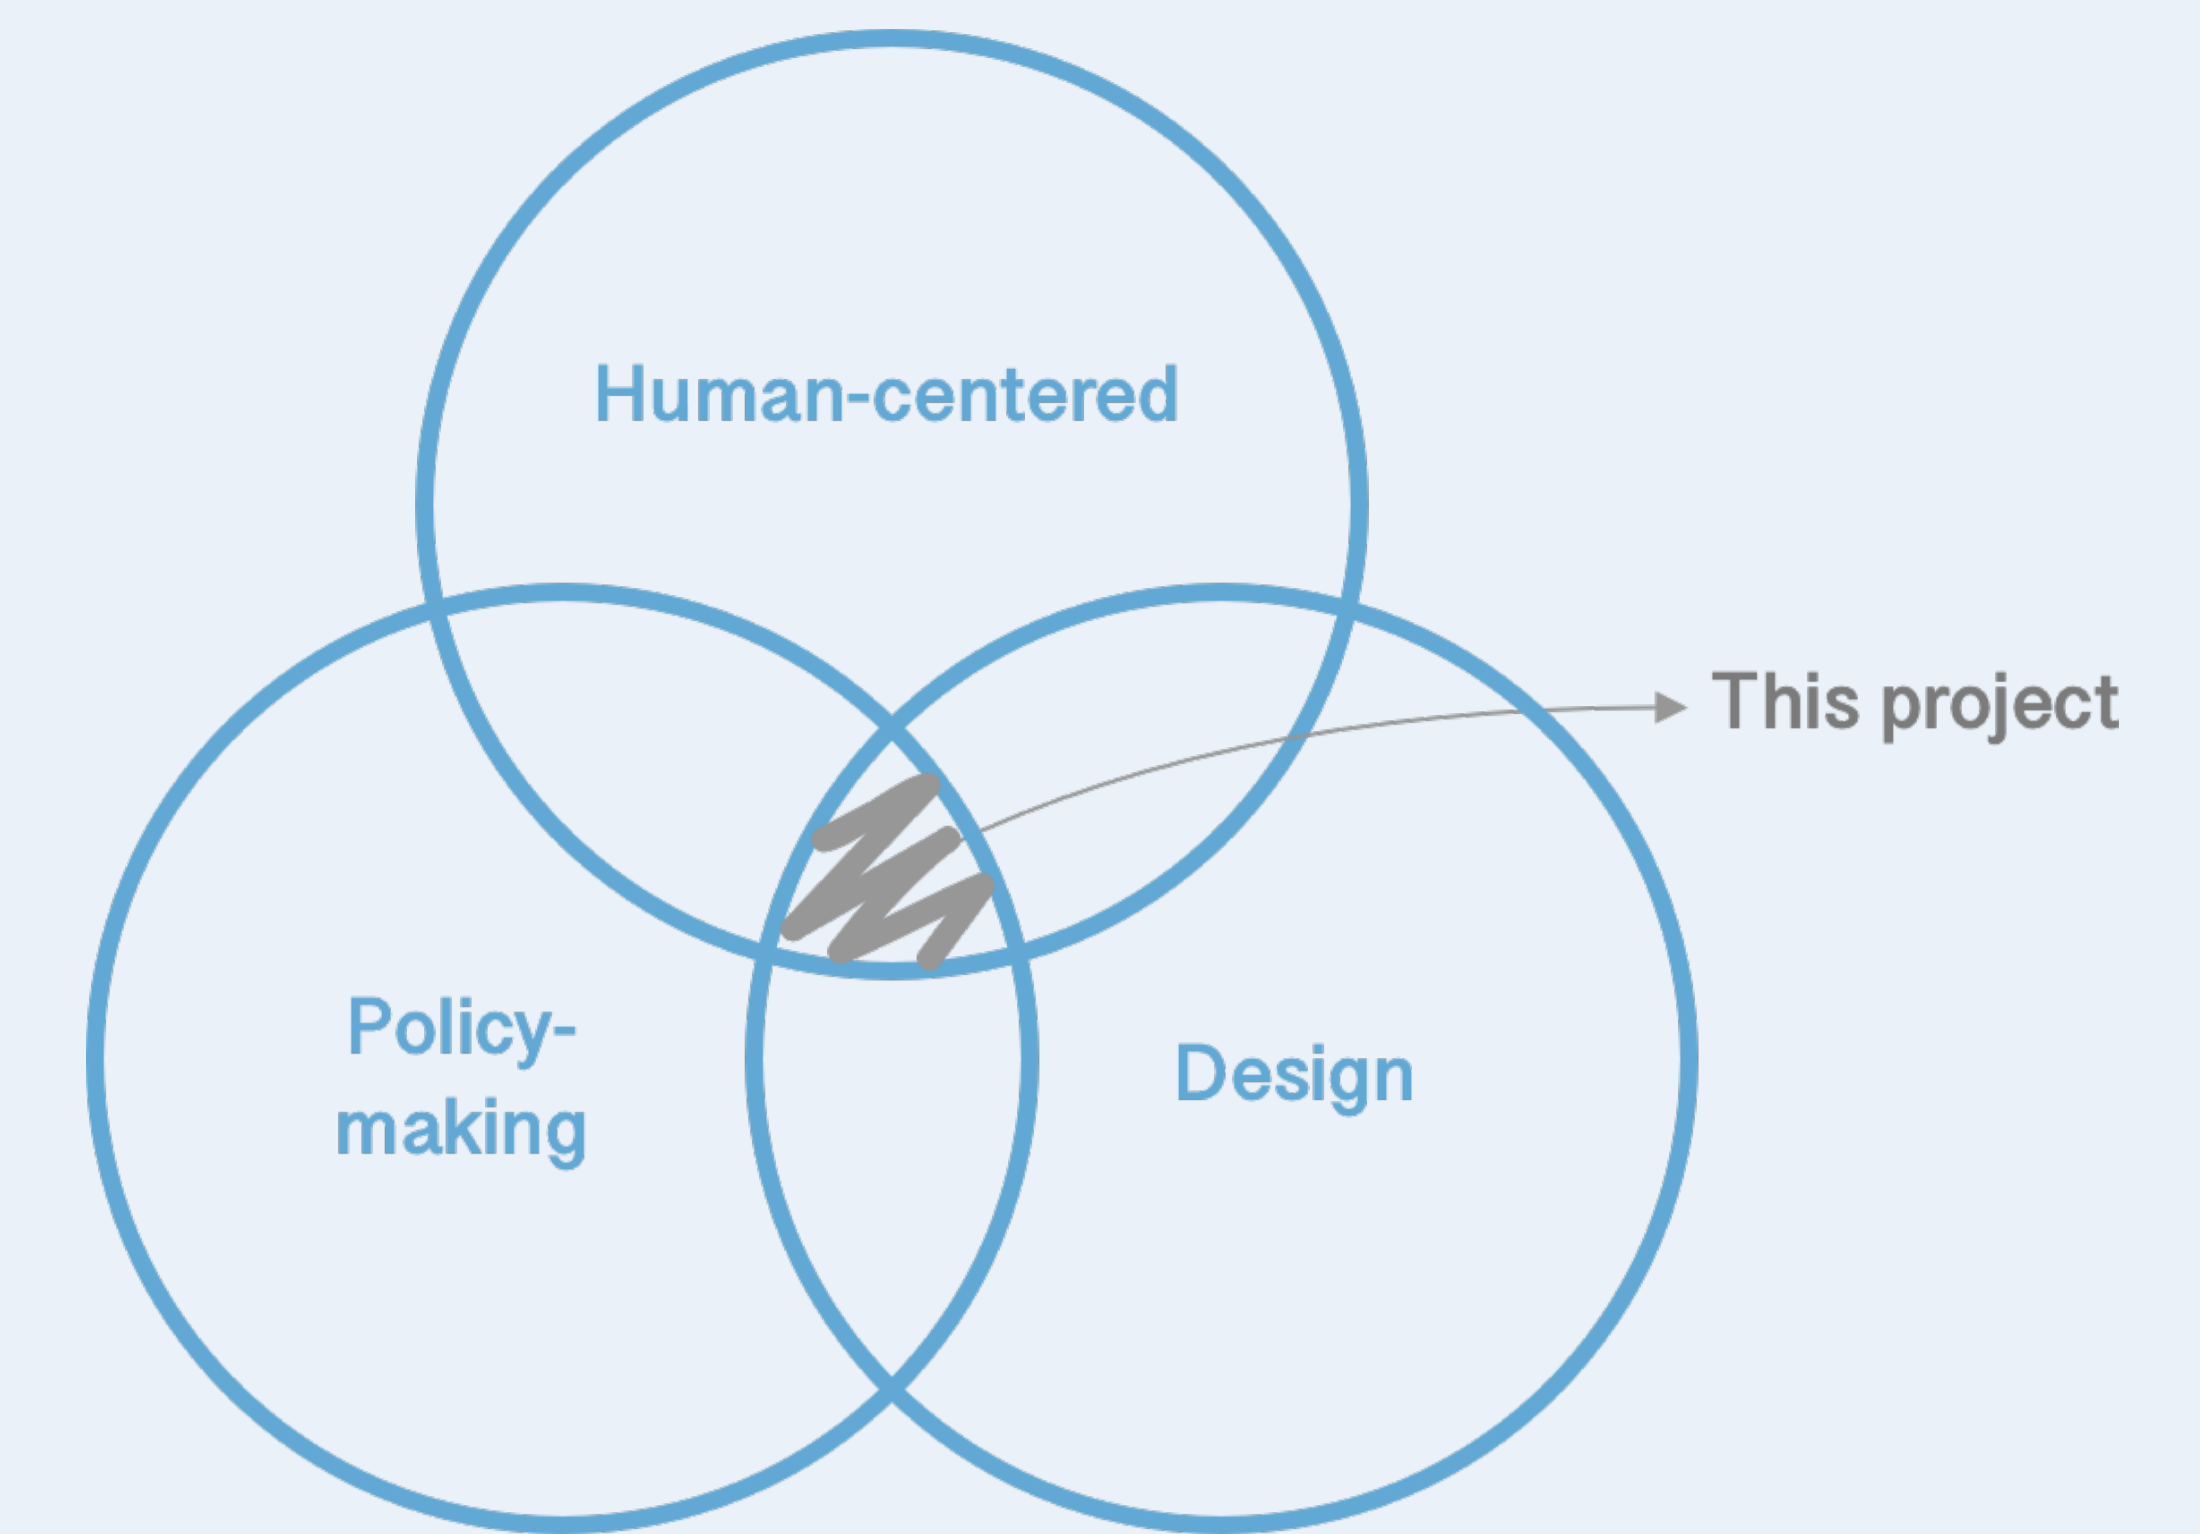 Human-centered
This project
Policy-
making
Design